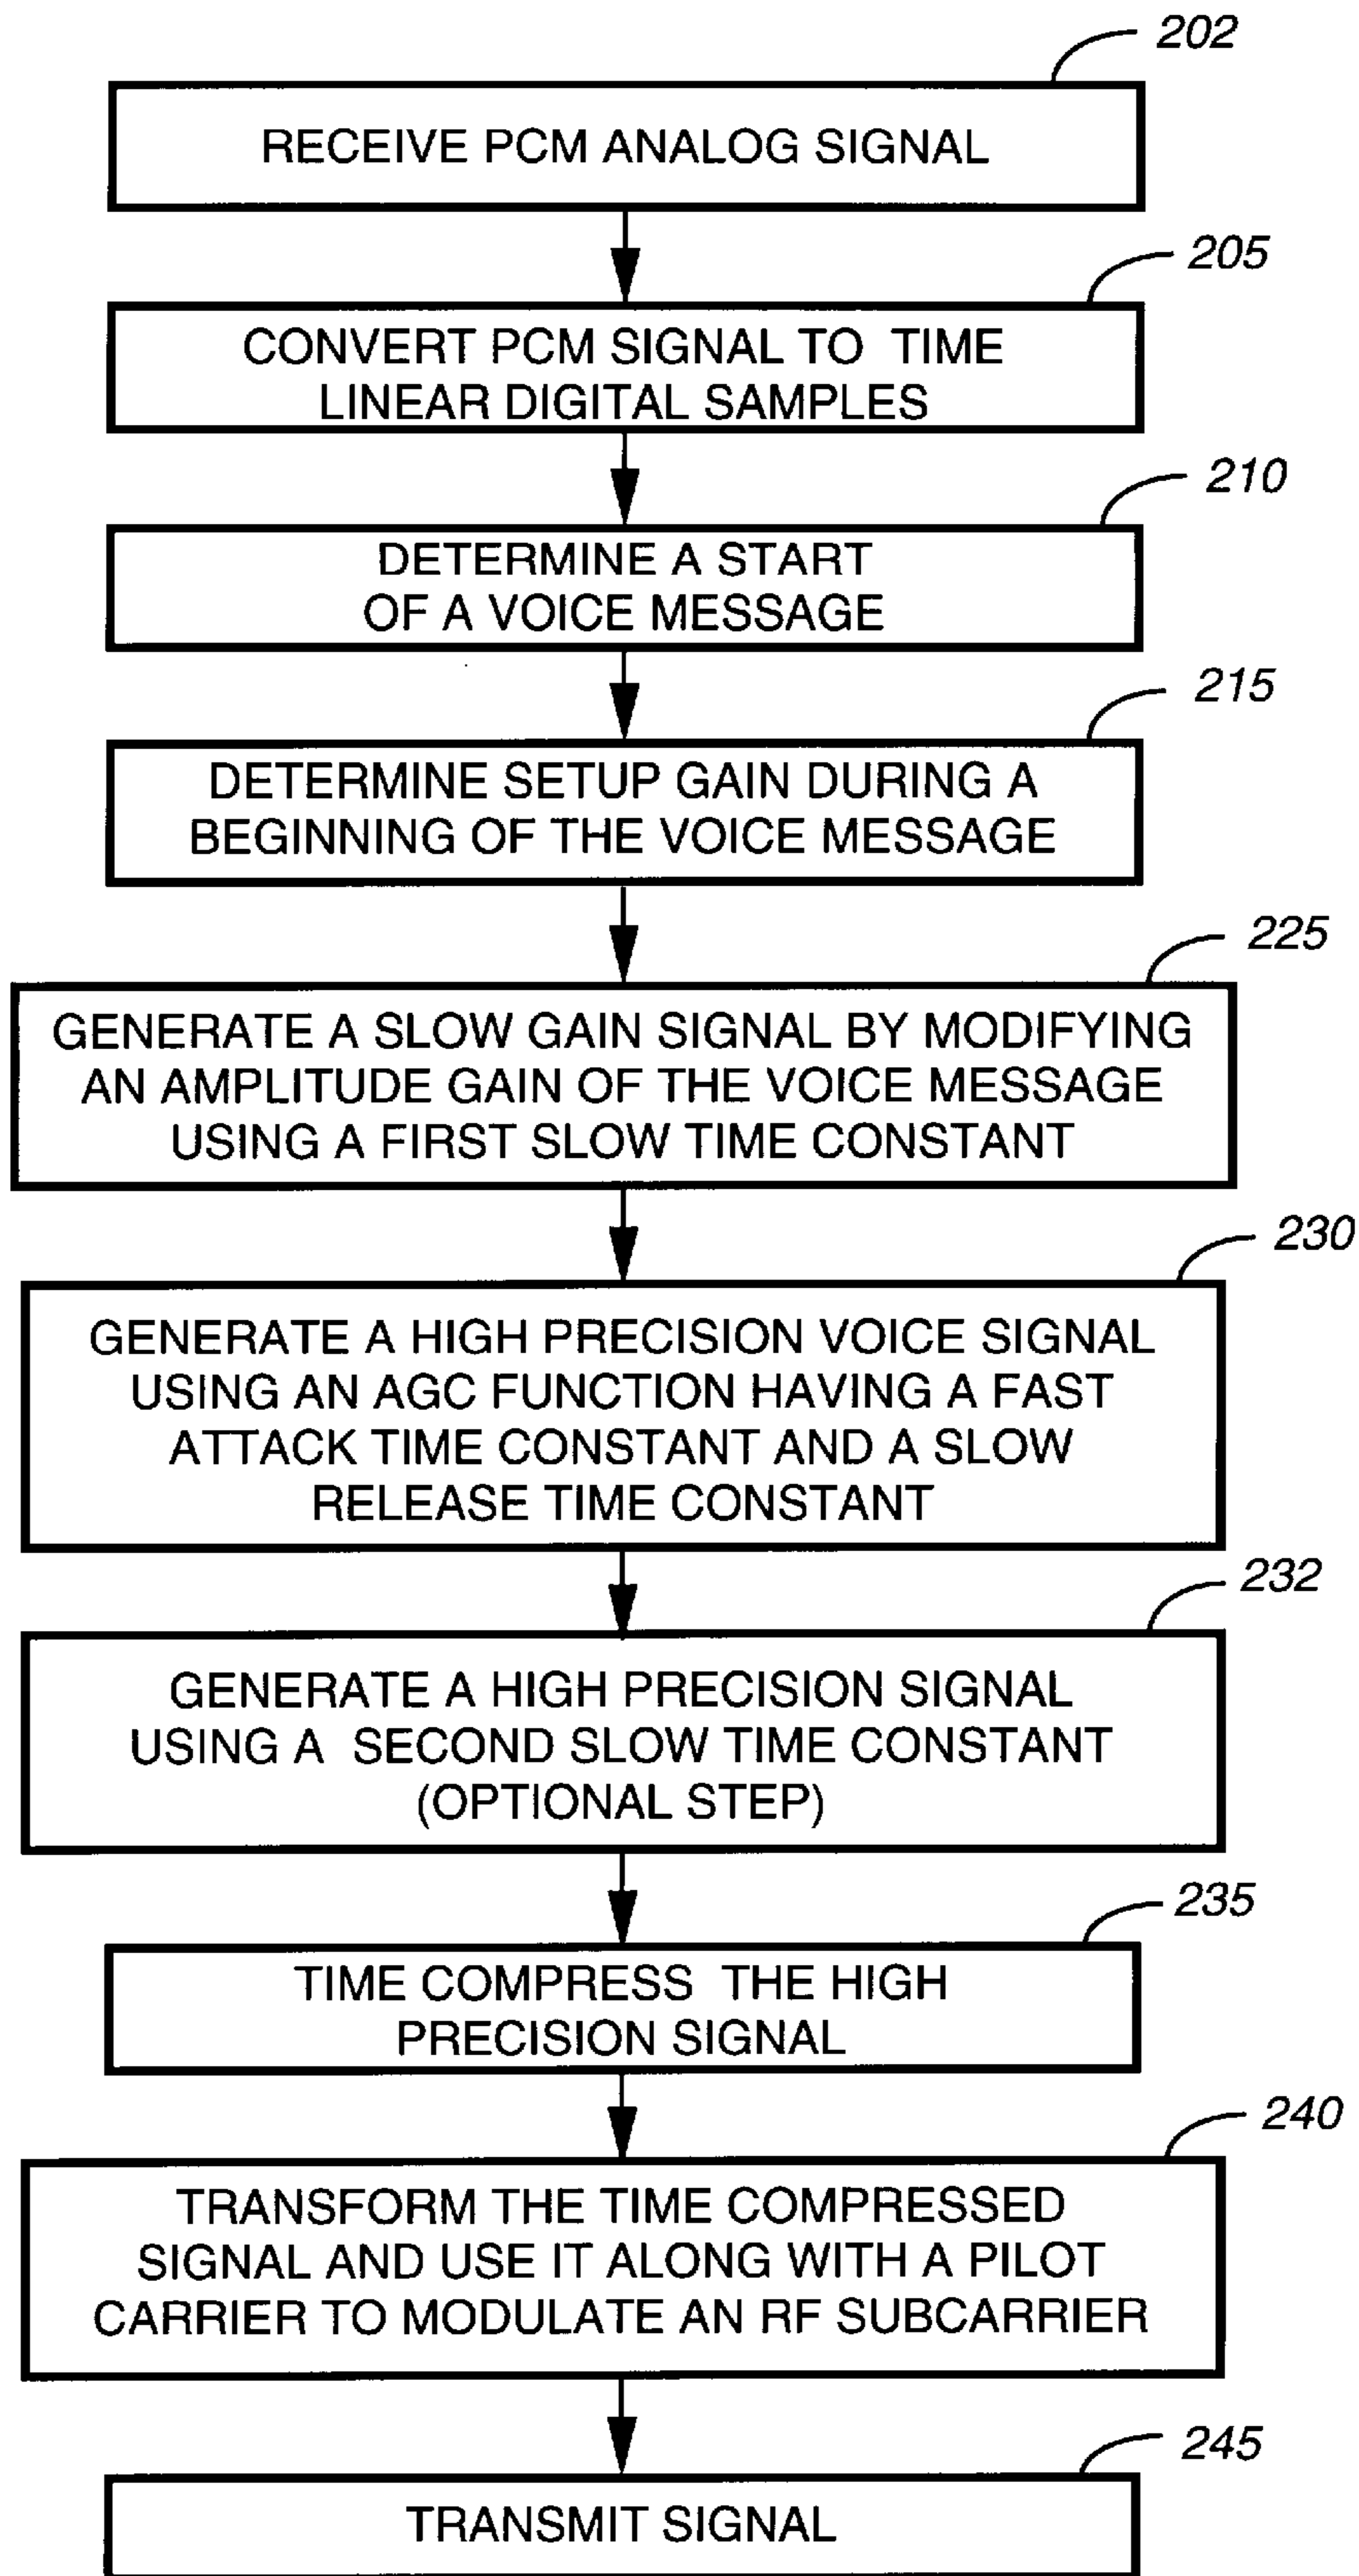 202
RECEIVE PCM ANALOG SIGNAL
205
CONVERT PCM SIGNAL TO TIME
LINEAR DIGITAL SAMPLES
210
DETERMINE A START
OF A VOICE MESSAGE
215
DETERMINE SETUP GAIN DURING A
BEGINNING OF THE VOICE MESSAGE
225
GENERATE A SLOW GAIN SIGNAL BY MODIFYING
AN AMPLITUDE GAIN OF THE VOICE MESSAGE
USING A FIRST SLOW TIME CONSTANT
230
GENERATE A HIGH PRECISION VOICE SIGNAL
USING AN AGC FUNCTION HAVING A FAST
ATTACK TIME CONSTANT AND A SLOW
RELEASE TIME CONSTANT
232
GENERATE A HIGH PRECISION SIGNAL
USING A SECOND SLOW TIME CONSTANT
(OPTIONAL STEP)
235
TIME COMPRESS THE HIGH
PRECISION SIGNAL
240
TRANSFORM THE TIME COMPRESSED
SIGNAL AND USE IT ALONG WITH A PILOT
CARRIER TO MODULATE AN RF SUBCARRIER
245
TRANSMIT SIGNAL